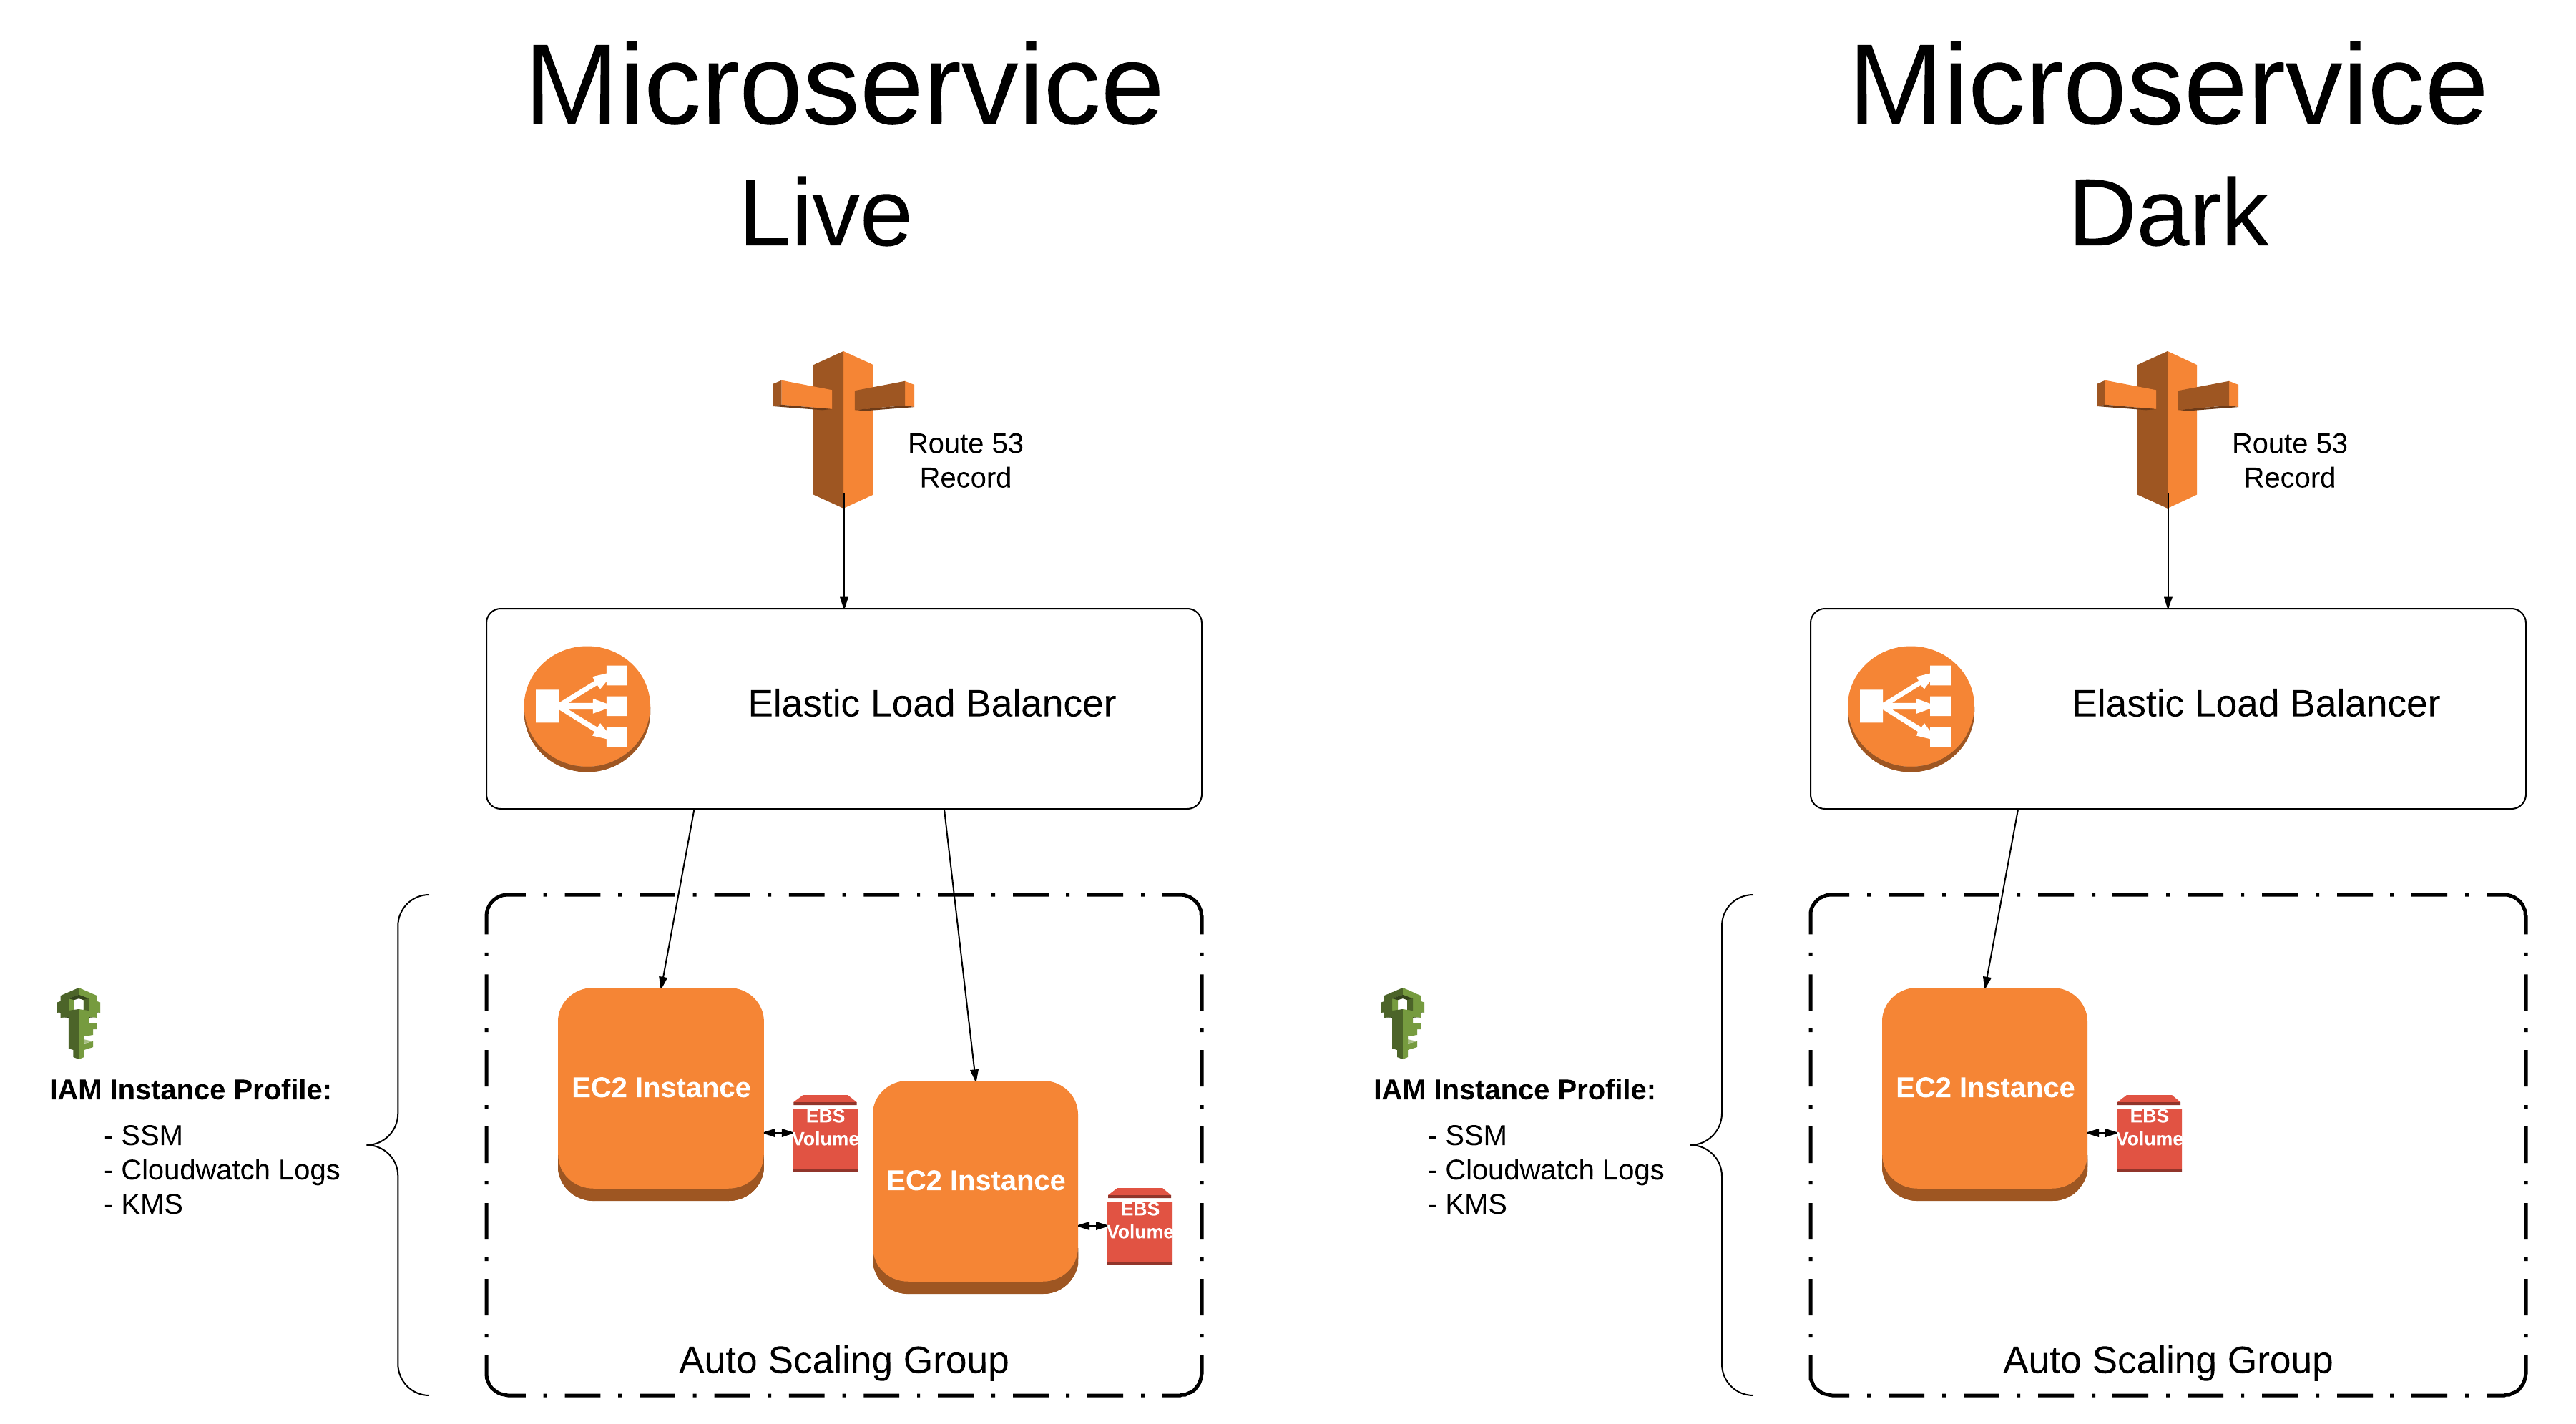 Microservice
Live
Route 53
Record
Elastic Load Balancer
IAM Instance Profile:
- SSM
- Cloudwatch Logs
- KMS
EC2 Instance
EBS
Volume
EC2 Instance
EBS
Volume
Auto Scaling Group
Microservice
Dark
Route 53
Record
Elastic Load Balancer
IAM Instance Profile:
- SSM
- Cloudwatch Logs
- KMS
EC2 Instance
EBS
Volume
Auto Scaling Group